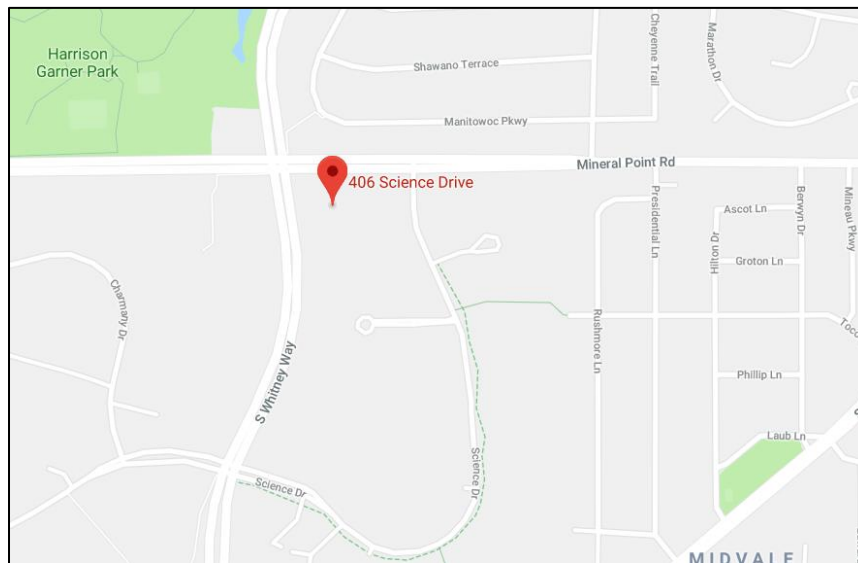 Harrison
Garner Park
Cheyenne Trail
Marathon Dr
Shawano Terrace
Manitowoc Pkwy
Mineral Point Rd
406 Science Drive
Presidential Ln
Ascot Ln
Berwyn Dr
Mineau Pkwy
Hilton Dr
Groton Ln
Charmany Dr
Rushmore Ln
S Whitney Way
Phillip Ln
Laub Ln
Science Dr
Science Dr
MIDVALE